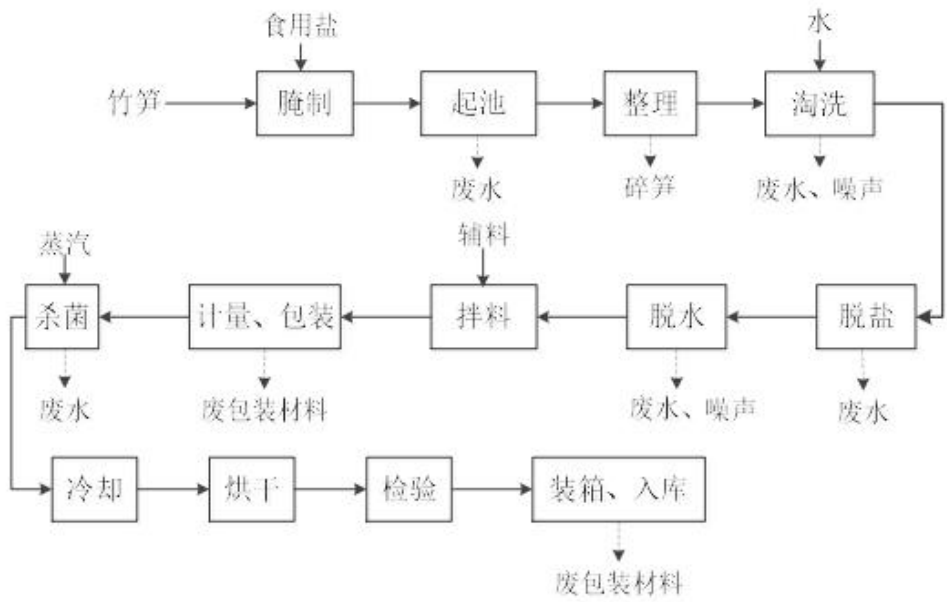 食用盐
水
竹笋
腌制
起池
整理
淘洗
废水
碎笋
废水、噪声
蒸汽
辅料
杀菌
计量、包装
拌料
脱水
脱盐
废水
废包装材料
废水、噪声
废水
冷却
烘干
检验
装箱、入库
废包装材料